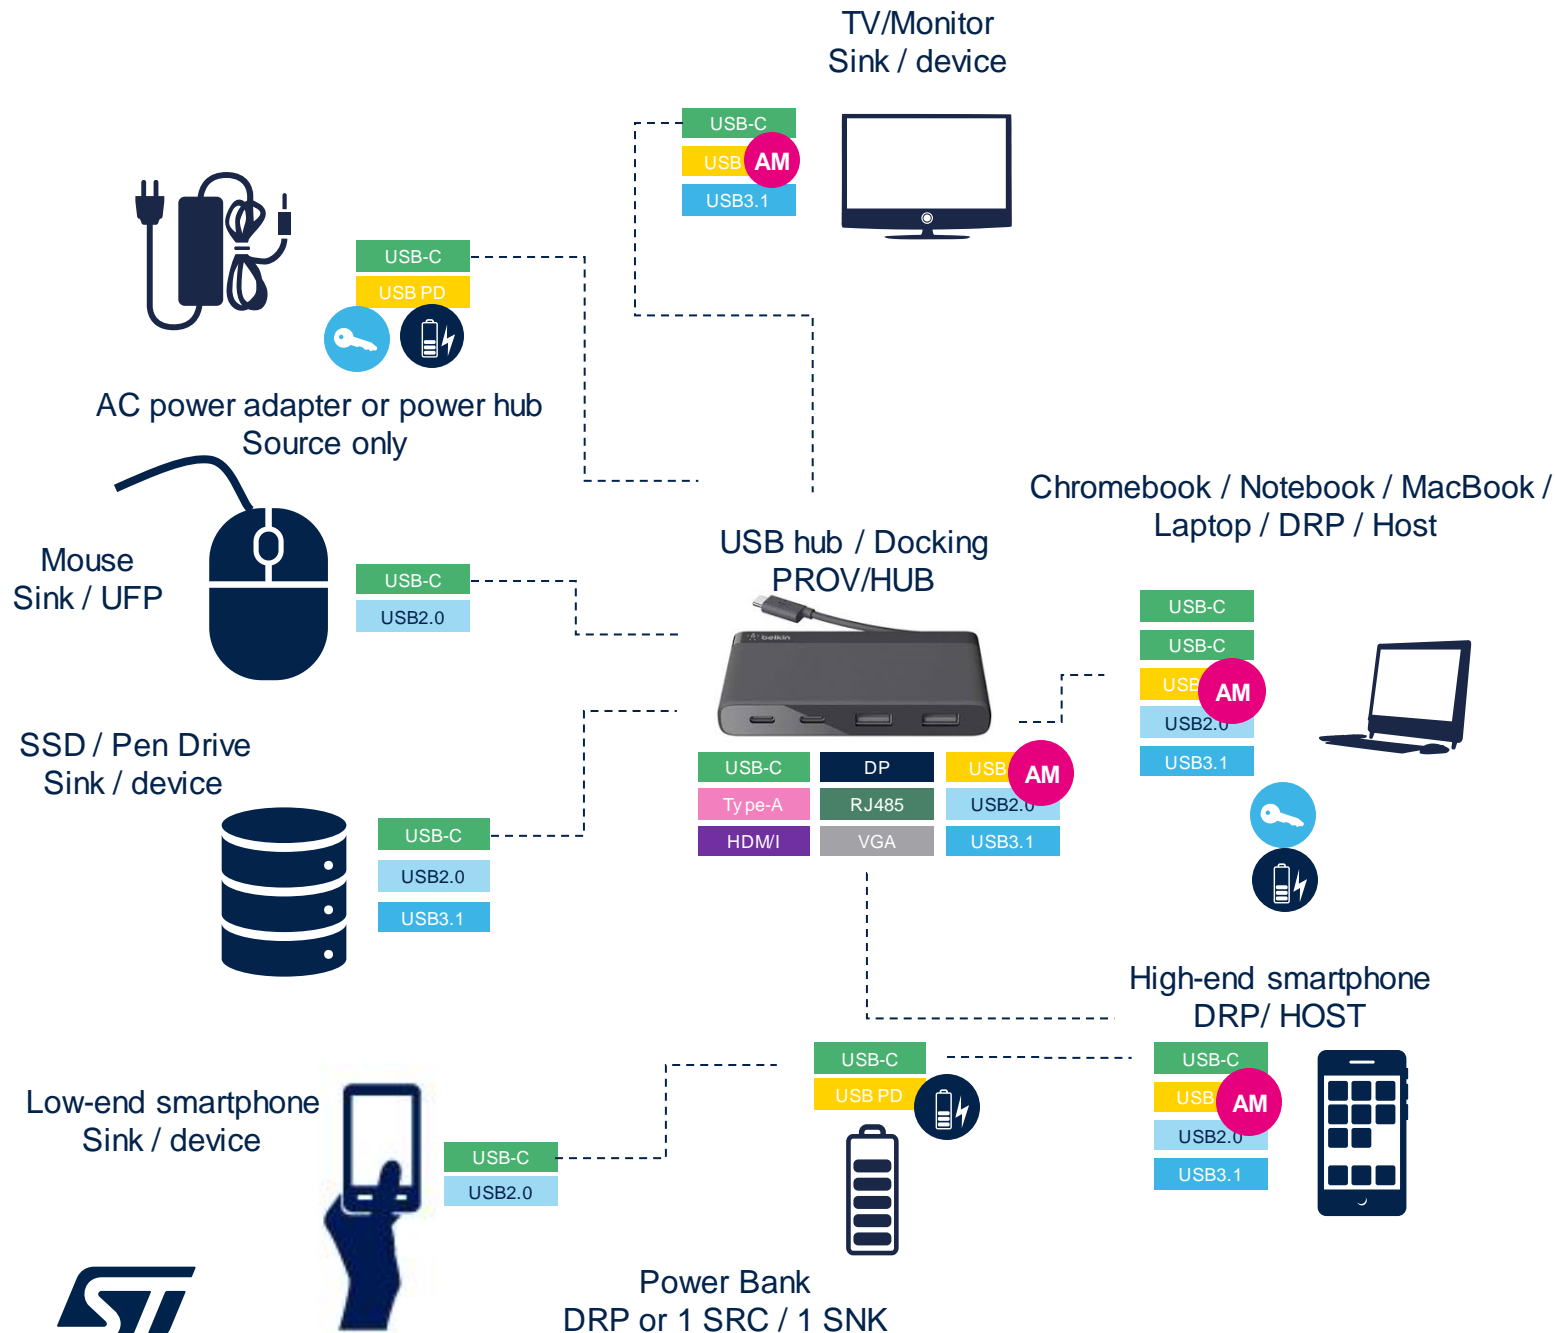 TV/Monitor
Sink / device
USB-C
USB
AM
USB3.1
USB-C
USB PD
AC power adapter or power hub
Source only
Mouse
Sink / UFP
USB-C
USB2.0
USB hub / Docking
PROV/HUB
belkin
Chromebook / Notebook / MacBook /
Laptop / DRP / Host
USB-C
USB-C
USB
AM
USB2.0
USB3.1
SSD / Pen Drive
Sink / device
USB-C
USB2.0
USB3.1
USB-C DP USB AM
Type-A RJ485 USB2.0
HDM/I VGA USB3.1
High-end smartphone
DRP/ HOST
USB-C
USB
AM
USB2.0
USB3.1
USB-C
USB PD
Low-end smartphone
Sink / device
USB-C
USB2.0
Power Bank
DRP or 1 SRC / 1 SNK
ST